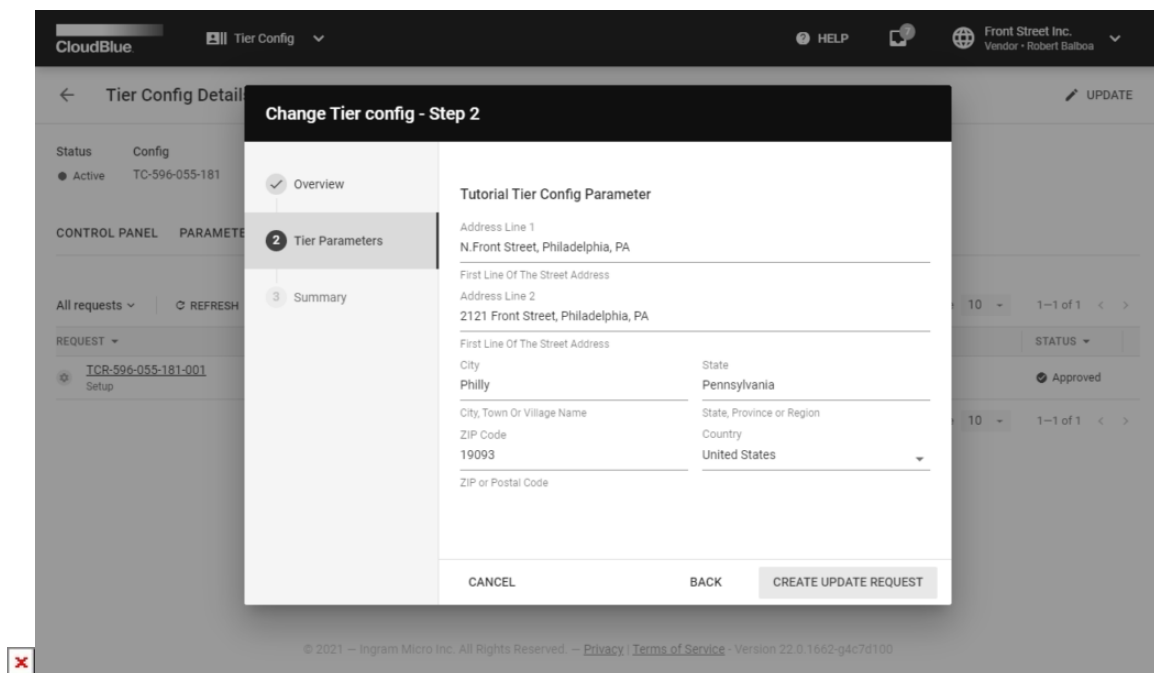 CloudBlue.
Tier Config
HELP
7
Front Street Inc.
Vendor • Robert Balboa
Tier Config Detail
UPDATE
Status Config
Active TC-596-055-181
CONTROL PANEL PARAMETE
All requests REFRESH
10 1—1 of 1
REQUEST STATUS
TCR-596-055-181-001
Setup
Approved
10 1—1 of 1
Change Tier config - Step 2
Overview
2 Tier Parameters
3 Summary
Tutorial Tier Config Parameter
Address Line 1
N.Front Street, Philadelphia, PA
First Line Of The Street Address
Address Line 2
2121 Front Street, Philadelphia, PA
First Line Of The Street Address
City State
Philly Pennsylvania
City, Town Or Village Name State, Province or Region
ZIP Code Country
19093 United States
ZIP or Postal Code
CANCEL BACK CREATE UPDATE REQUEST
© 2021 — Ingram Micro Inc. All Rights Reserved. — Privacy | Terms of Service - Version 22.0.1662-g4c7d100